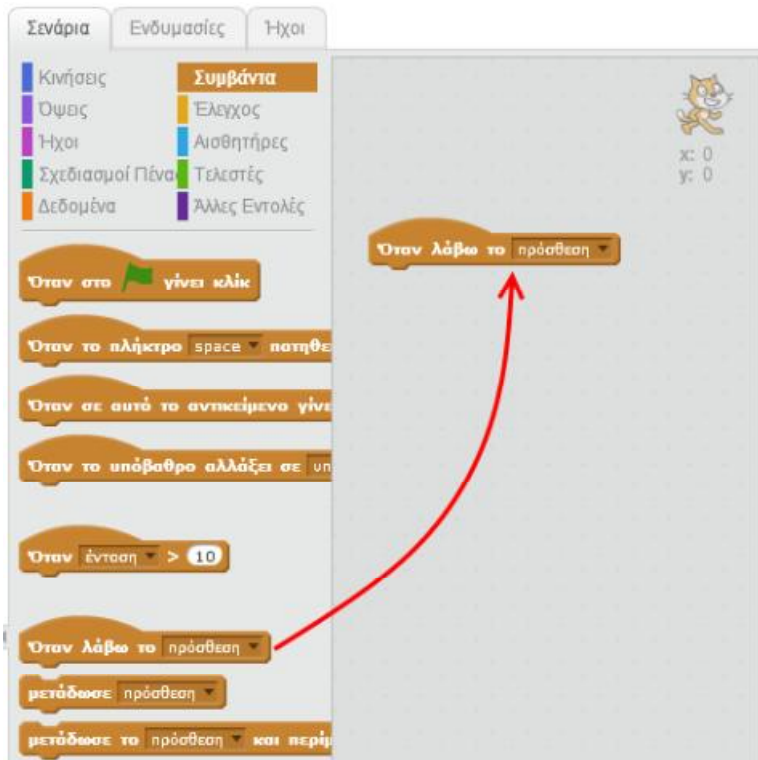 Σενάρια Ενδυμασίες Ήχοι
Κινήσεις Συμβάντα
Όψεις Έλεγχος
Ήχοι Αισθητήρες
Σχεδιασμοί Πένα Τελεστές
Δεδομένα Άλλες Εντολές
Όταν στο γίνει κλικ
Όταν το πλήκτρο space πατηθε
Όταν σε αυτό το αντικείμενο γίνε
Όταν το υπόβαθρο αλλάξει σε υπ
Όταν ένταση > 10
Όταν λάβω το πρόσθεση
μετάδωσε πρόσθεση
μετάδωσε το πρόσθεση και περίμ
x: 0
y: 0
Όταν λάβω το πρόσθεση